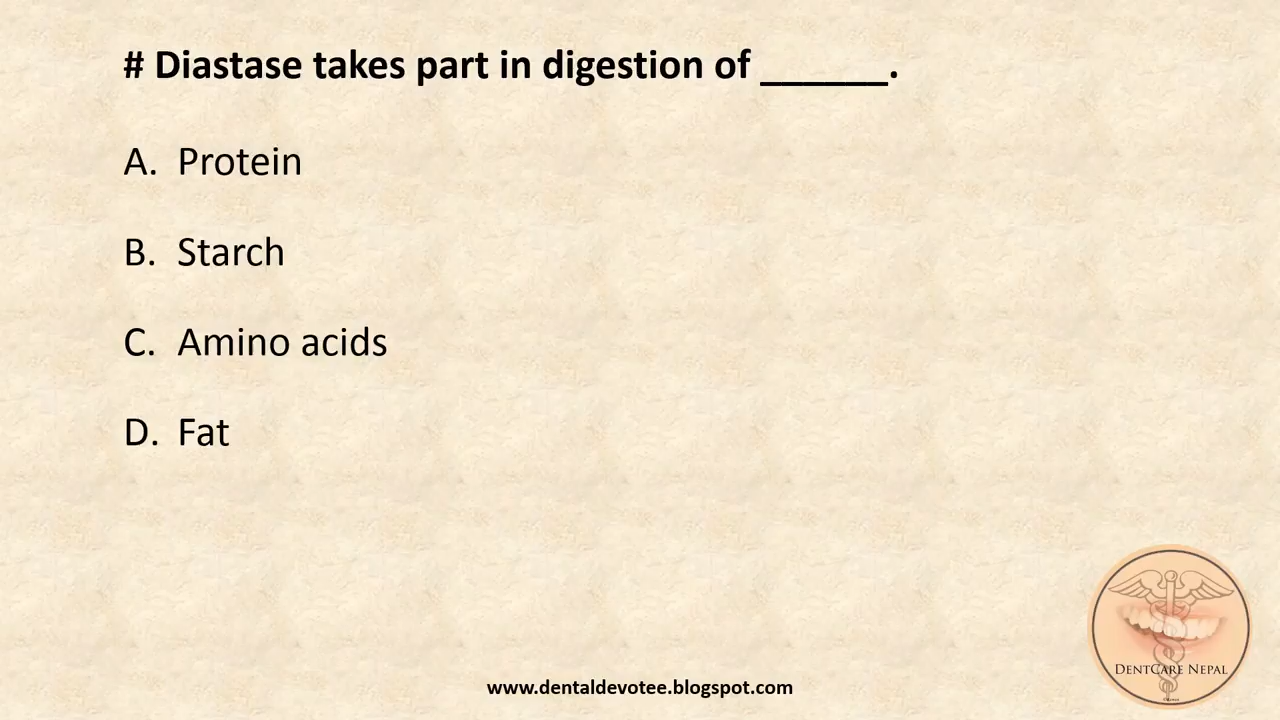 # Diastase takes part in digestion of ______.
A. Protein
B. Starch
C. Amino acids
D. Fat
DentCare Nepal
www.dentaldevotee.blogspot.com